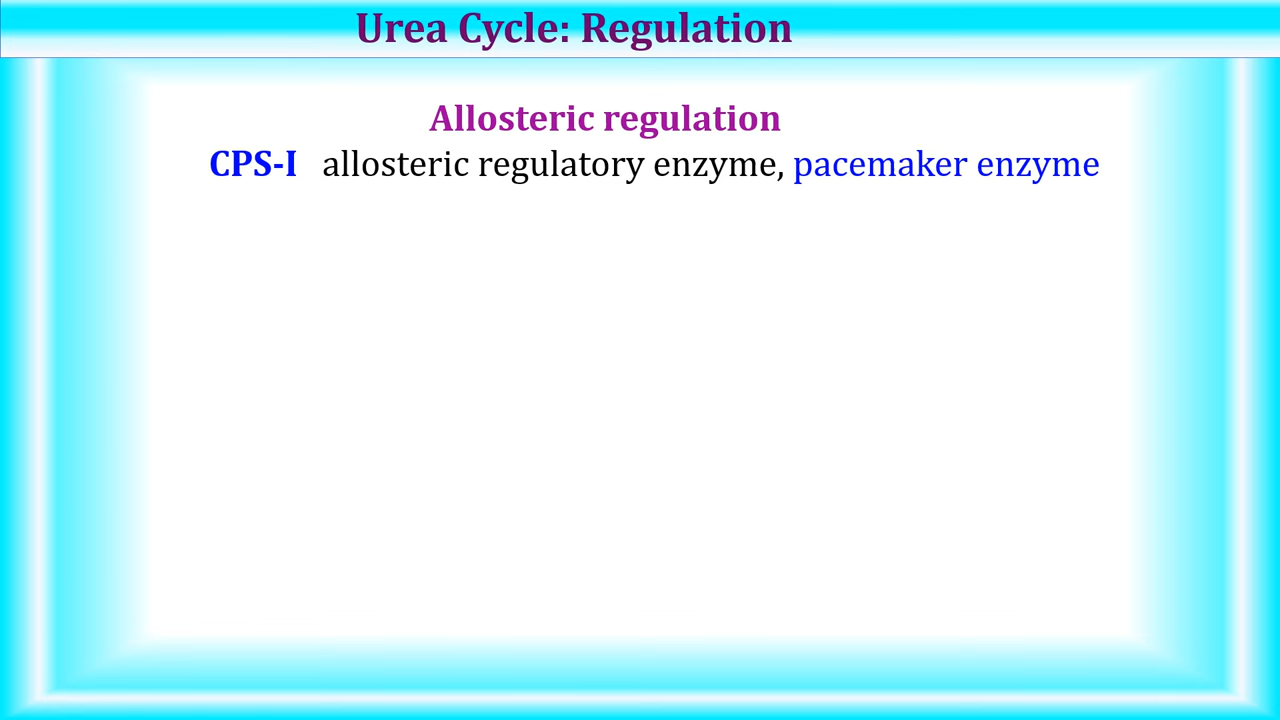 Urea Cycle: Regulation
Allosteric regulation
CPS-I allosteric regulatory enzyme, pacemaker enzyme